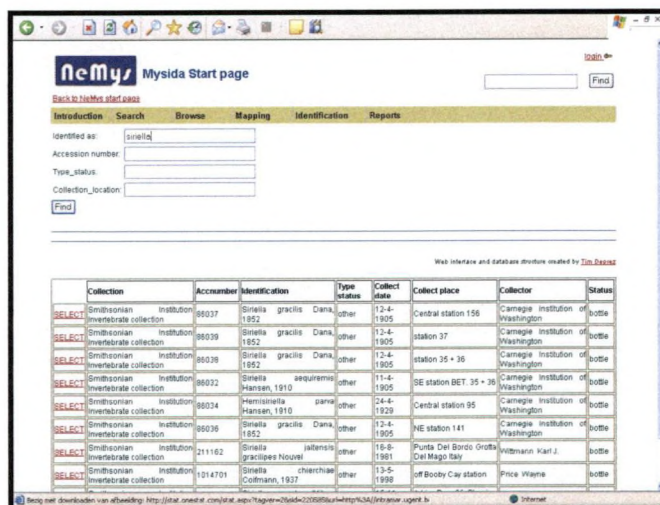 login
NeMys Mysida Start page
Find
Back to NeMys start page
Introduction Search Browse Mapping Identification Reports
Identified as: siriella
Accession number:
Type_status:
Collection_location:
Find
Web interface and database structure created by Tim Deprez
Collection Accnumber Identification Type status Collect date Collect place Collector Status
SELECT Smithsonian Institution invertebrate collection 86037 Siriella gracilis Dana, 1852 other 12-4-1905 Central station 156 Carnegie Institution of Washington bottle
SELECT Smithsonian Institution invertebrate collection 86039 Siriella gracilis Dana, 1852 other 12-4-1905 station 37 Carnegie Institution of Washington bottle
SELECT Smithsonian Institution invertebrate collection 86038 Siriella gracilis Dana, 1852 other 12-4-1905 station 35 + 36 Carnegie Institution of Washington bottle
SELECT Smithsonian Institution invertebrate collection 86032 Siriella aequiremis Hansen, 1910 other 11-4-1905 SE station BET. 35 + 36 Carnegie Institution of Washington bottle
SELECT Smithsonian Institution invertebrate collection 86034 Hemisiriella parva Hansen, 1910 other 24-4-1929 Central station 95 Carnegie Institution of Washington bottle
SELECT Smithsonian Institution invertebrate collection 86036 Siriella gracilis Dana, 1852 other 12-4-1905 NE station 141 Carnegie Institution of Washington bottle
SELECT Smithsonian Institution invertebrate collection 211162 Siriella jaltensis gracilipes Nouvel other 16-8-1981 Punta Del Bordo Grotta Del Mago Italy Wittmann Karl J. bottle
SELECT Smithsonian Institution invertebrate collection 1014701 Siriella chierchiae Coifmann, 1937 other 13-5-1998 off Booby Cay station Price Wayne bottle
Bezig met downloaden van afbeelding: Internet